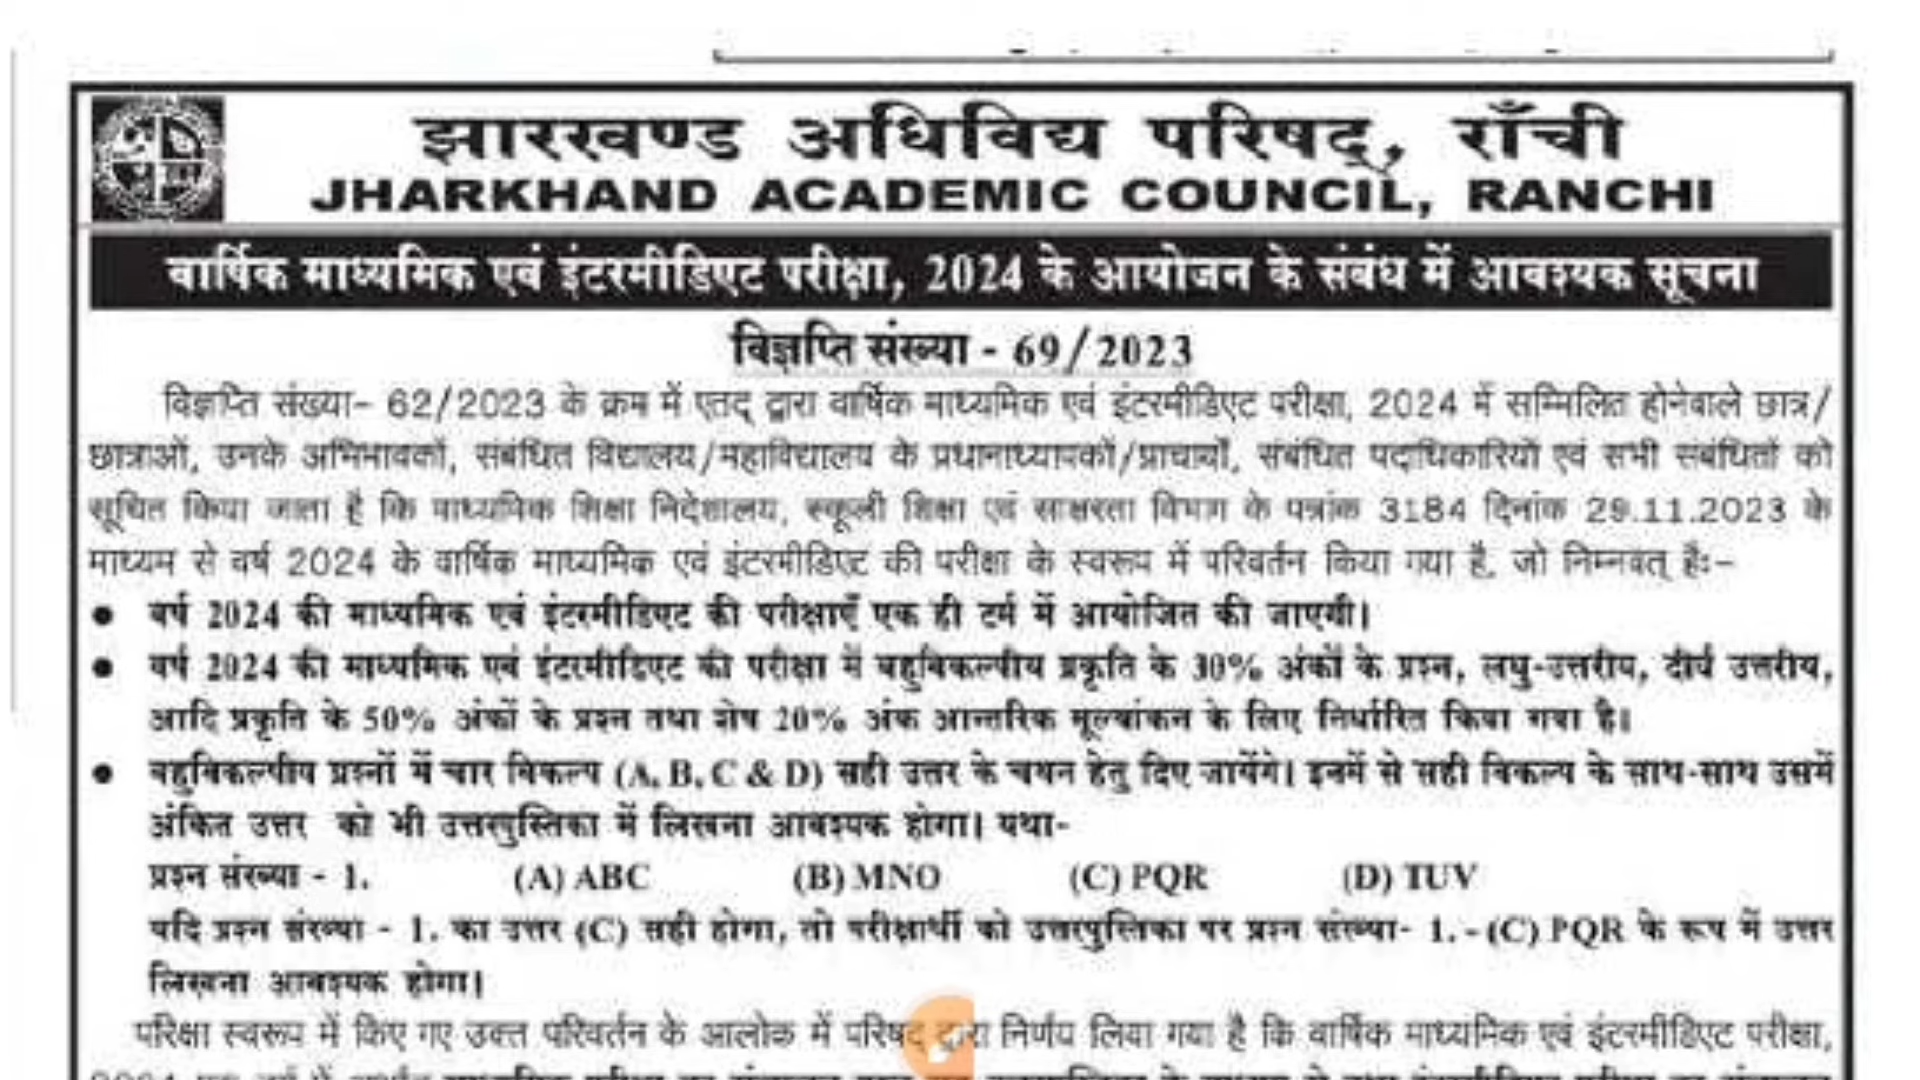 झारखण्ड अधिविद्य परिषद्, राँची
JHARKHAND ACADEMIC COUNCIL, RANCHI
वार्षिक माध्यमिक एवं इंटरमीडिएट परीक्षा, 2024 के आयोजन के संबंध में आवश्यक सूचना
विज्ञप्ति संख्या - 69/2023
विज्ञप्ति संख्या- 62/2023 के क्रम में एतद् द्वारा वार्षिक माध्यमिक एवं इंटरमीडिएट परीक्षा, 2024 में सम्मिलित होनेवाले छात्र/
छात्राओं, उनके अभिभावकों, संबंधित विद्यालय/महाविद्यालय के प्रधानाध्यापकों/प्राचार्यों, संबंधित पदाधिकारियों एवं सभी संबंधितों को
सूचित किया जाता है कि माध्यमिक शिक्षा निदेशालय, स्कूली शिक्षा एवं साक्षरता विभाग के पत्रांक 3184 दिनांक 29.11.2023 के
माध्यम से वर्ष 2024 के वार्षिक माध्यमिक एवं इंटरमीडिएट की परीक्षा के स्वरूप में परिवर्तन किया गया है, जो निम्नवत् हैः-
• वर्ष 2024 की माध्यमिक एवं इंटरमीडिएट की परीक्षाएँ एक ही टर्म में आयोजित की जाएगी।
• वर्ष 2024 की माध्यमिक एवं इंटरमीडिएट की परीक्षा में बहुविकल्पीय प्रकृति के 30% अंकों के प्रश्न, लघु-उत्तरीय, दीर्घ उत्तरीय,
आदि प्रकृति के 50% अंकों के प्रश्न तथा शेष 20% अंक आन्तरिक मूल्यांकन के लिए निर्धारित किया गया है।
• बहुविकल्पीय प्रश्नों में चार विकल्प (A, B, C & D) सही उत्तर के चयन हेतु दिए जायेंगे। इनमें से सही विकल्प के साथ-साथ उसमें
अंकित उत्तर को भी उत्तरपुस्तिका में लिखना आवश्यक होगा। यथा-
प्रश्न संख्या - 1. (A) ABC (B) MNO (C) PQR (D) TUV
यदि प्रश्न संख्या - 1. का उत्तर (C) सही होगा, तो परीक्षार्थी को उत्तरपुस्तिका पर प्रश्न संख्या- 1.-(C) PQR के रूप में उत्तर
लिखना आवश्यक होगा।
परिक्षा स्वरूप में किए गए उक्त परिवर्तन के आलोक में परिषद् द्वारा निर्णय लिया गया है कि वार्षिक माध्यमिक एवं इंटरमीडिएट परीक्षा,